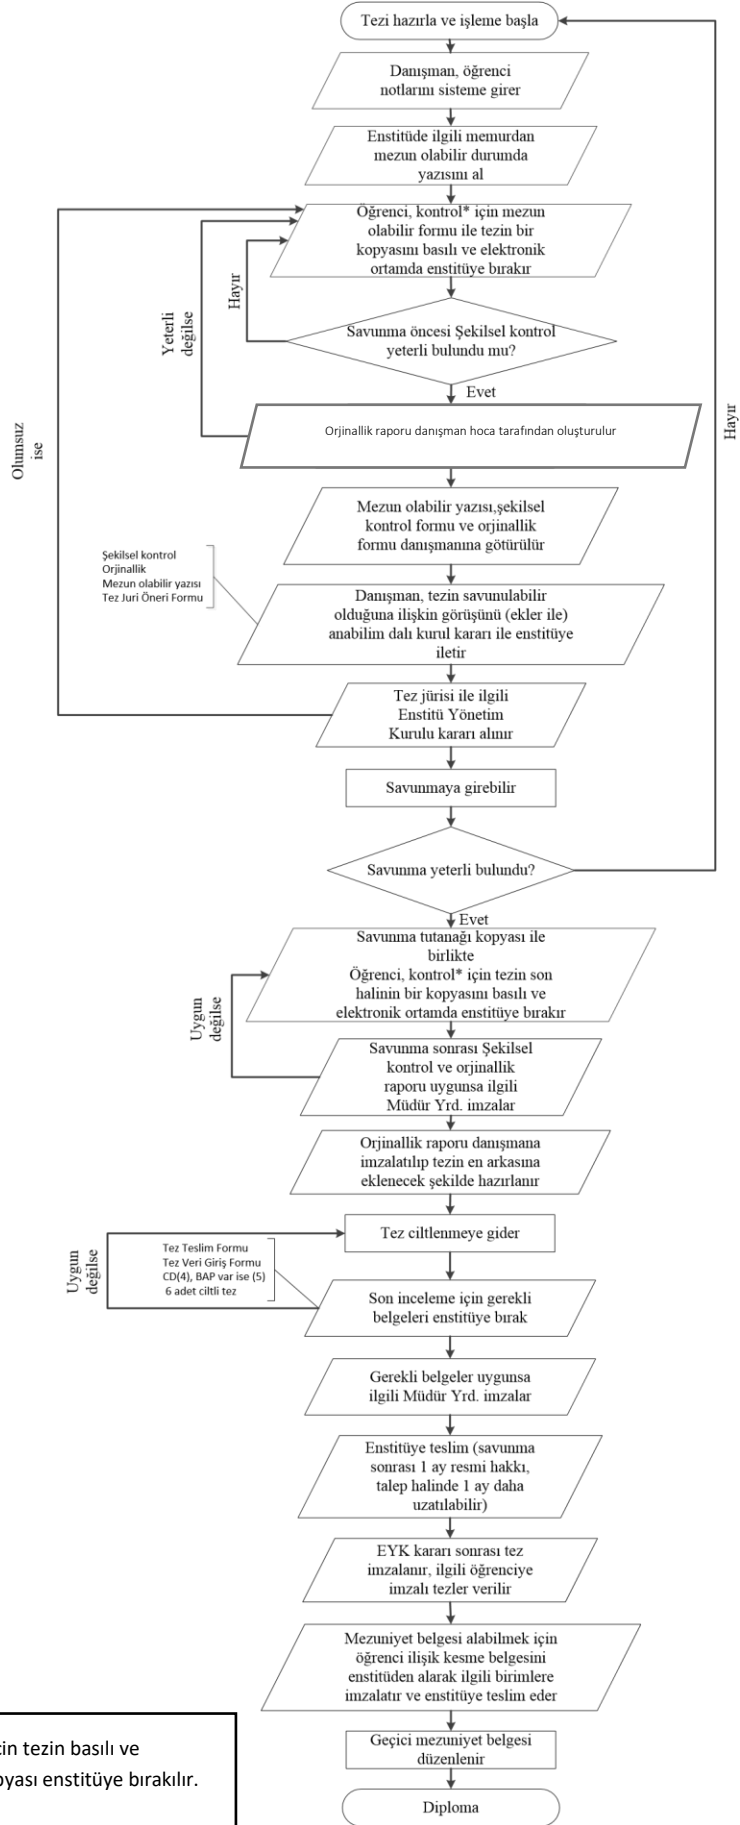 Tezi hazırla ve işleme başla
Danışman, öğrenci
notlarını sisteme girer
Enstitüde ilgili memurdan
mezun olabilir durumda
yazısını al
Öğrenci, kontrol* için mezun
olabilir formu ile tezin bir
kopyasını basılı ve elektronik
ortamda enstitüye bırakır
Hayır
Yeterli
değilse
Savunma öncesi Şekilsel kontrol
yeterli bulundu mu?
Evet
Hayır
Olumsuz
ise
Orjinallik raporu danışman hoca tarafından oluşturulur
Mezun olabilir yazısı,şekilsel
kontrol formu ve orjinallik
formu danışmanına götürülür
Şekilsel kontrol
Orjinallik
Mezun olabilir yazısı
Tez Juri Öneri Formu
Danışman, tezin savunulabilir
olduğuna ilişkin görüşünü (ekler ile)
anabilim dalı kurul kararı ile enstitüye
iletir
Tez jürisi ile ilgili
Enstitü Yönetim
Kurulu kararı alınır
Savunmaya girebilir
Savunma yeterli bulundu?
Evet
Savunma tutanağı kopyası ile
birlikte
Öğrenci, kontrol* için tezin son
halinin bir kopyasını basılı ve
elektronik ortamda enstitüye bırakır
Uygun
değilse
Savunma sonrası Şekilsel
kontrol ve orjinallik
raporu uygunsa ilgili
Müdür Yrd. imzalar
Orjinallik raporu danışmana
imzalatılıp tezin en arkasına
eklenecek şekilde hazırlanır
Tez ciltlenmeye gider
Uygun
değilse
Tez Teslim Formu
Tez Veri Giriş Formu
CD(4), BAP var ise (5)
6 adet ciltli tez
Son inceleme için gerekli
belgeleri enstitüye bırak
Gerekli belgeler uygunsa
ilgili Müdür Yrd. imzalar
Enstitüye teslim (savunma
sonrası 1 ay resmi hakkı,
talep halinde 1 ay daha
uzatılabilir)
EYK kararı sonrası tez
imzalanır, ilgili öğrenciye
imzalı tezler verilir
Mezuniyet belgesi alabilmek için
öğrenci ilişik kesme belgesini
enstitüden alarak ilgili birimlere
imzalatır ve enstitüye teslim eder
Geçici mezuniyet belgesi
düzenlenir
Diploma
tezin basılı ve
enstitüye bırakılır.